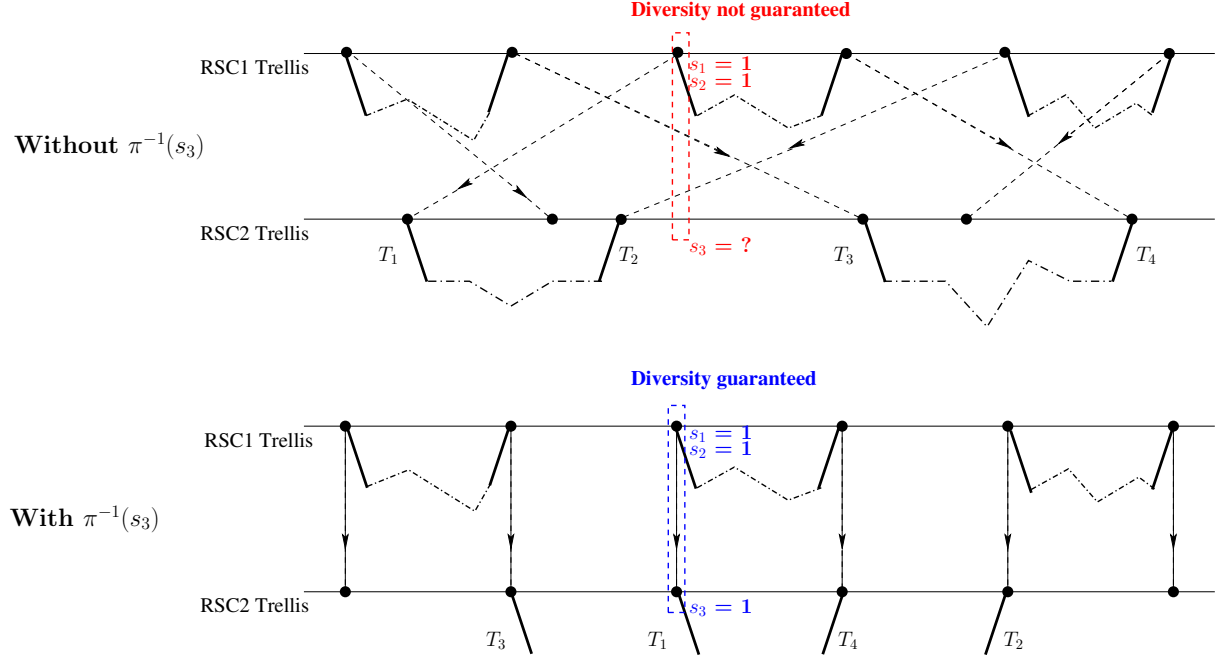 Diversity not guaranteed
RSC1 Trellis
s₁ = 1
s₂ = 1
Without π⁻¹(s₃)
RSC2 Trellis
s₃ = ?
T₁
T₂
T₃
T₄
Diversity guaranteed
RSC1 Trellis
s₁ = 1
s₂ = 1
With π⁻¹(s₃)
RSC2 Trellis
s₃ = 1
T₃
T₁
T₄
T₂